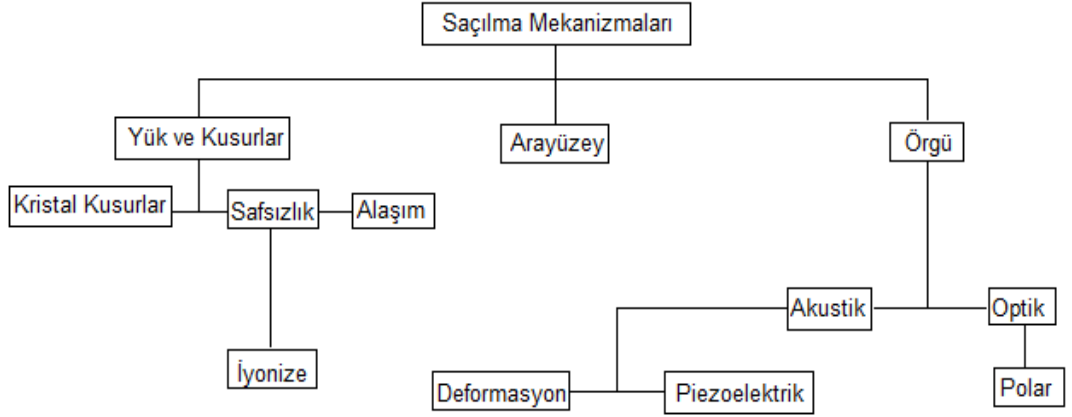 Saçılma Mekanizmaları
Yük ve Kusurlar
Arayüzey
Örgü
Kristal Kusurlar
Safsızlık
Alaşım
Akustik
Optik
İyonize
Deformasyon
Piezoelektrik
Polar